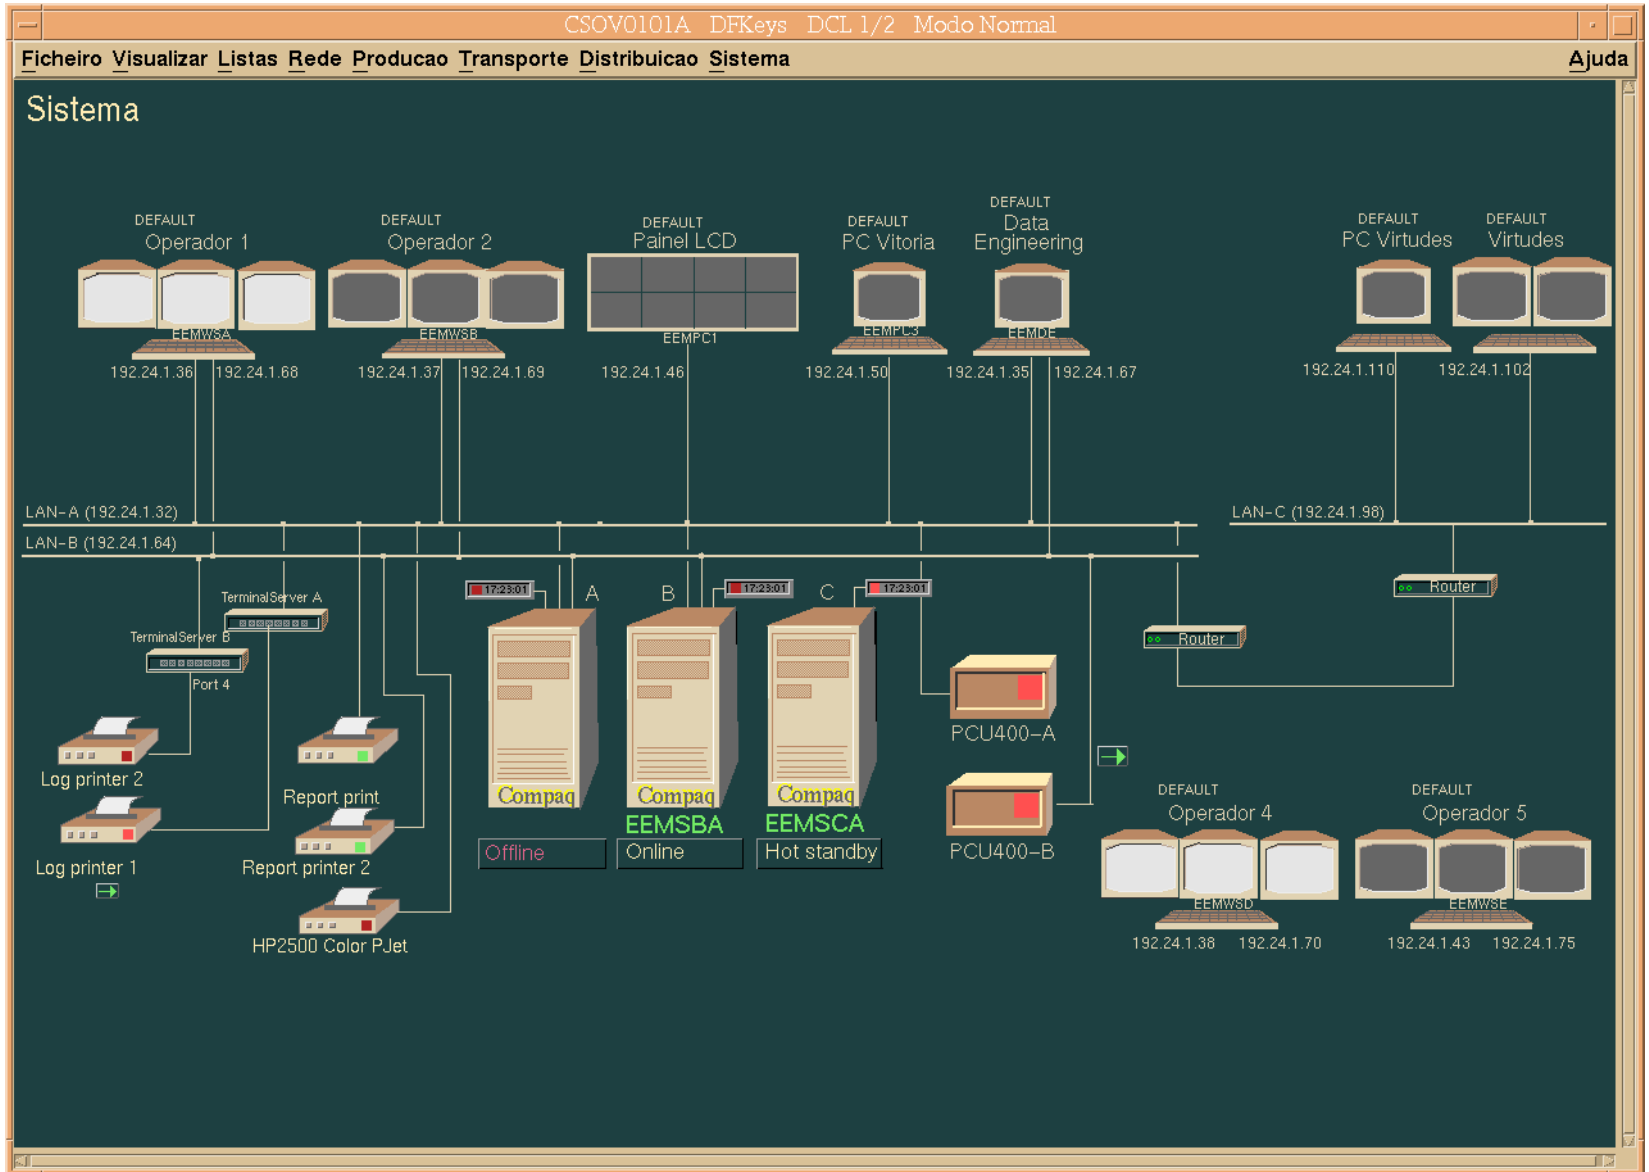 CSOV0101A DFKeys DCL 1/2 Modo Normal
Ficheiro Visualizar Listas Rede Producao Transporte Distribuicao Sistema Ajuda
Sistema
DEFAULT
Operador 1
EEMWSA
192.24.1.36 192.24.1.68
DEFAULT
Operador 2
EEMWSB
192.24.1.37 192.24.1.69
DEFAULT
Painel LCD
EEMPC1
192.24.1.46
DEFAULT
PC Vitoria
EEMPC3
192.24.1.50
DEFAULT
Data
Engineering
EEMDE
192.24.1.35 192.24.1.67
DEFAULT
PC Virtudes
192.24.1.110
DEFAULT
Virtudes
192.24.1.102
LAN-A (192.24.1.32)
LAN-C (192.24.1.98)
LAN-B (192.24.1.64)
TerminalServer A
TerminalServer B
Port 4
Log printer 2
Log printer 1
Report print
Report printer 2
HP2500 Color PJet
17:23:01
A
Compaq
Offline
B
17:23:01
Compaq
EEMSBA
Online
C
17:23:01
Compaq
EEMSCA
Hot standby
Router
Router
PCU400-A
PCU400-B
DEFAULT
Operador 4
EEMWSD
192.24.1.38 192.24.1.70
DEFAULT
Operador 5
EEMWSE
192.24.1.43 192.24.1.75